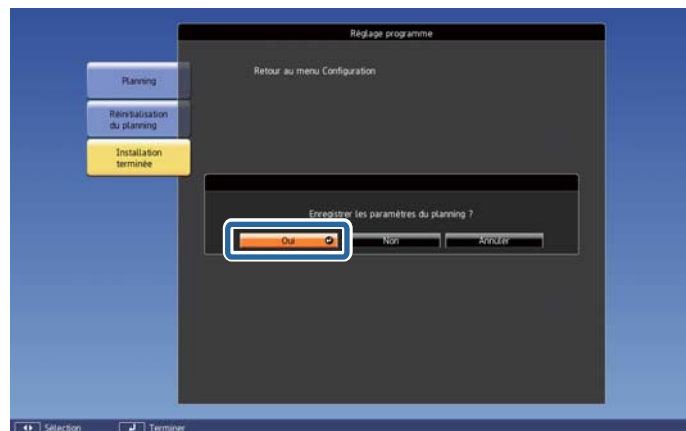 Réglage programme
Retour au menu Configuration
Planning
Réinitialisation
du planning
Installation
terminée
Enregistrer les paramètres du planning ?
Oui Non Annuler
Sélection Terminer